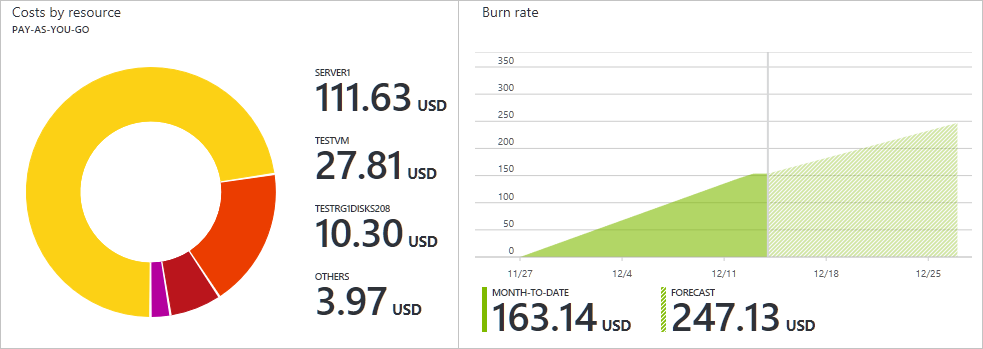 Costs by resource
PAY-AS-YOU-GO
SERVER1
111.63 USD
TESTVM
27.81 USD
TESTRG1DISKS208
10.30 USD
OTHERS
3.97 USD
Burn rate
350
300
250
200
150
100
50
0
11/27 12/4 12/11 12/18 12/25
MONTH-TO-DATE
163.14 USD
FORECAST
247.13 USD